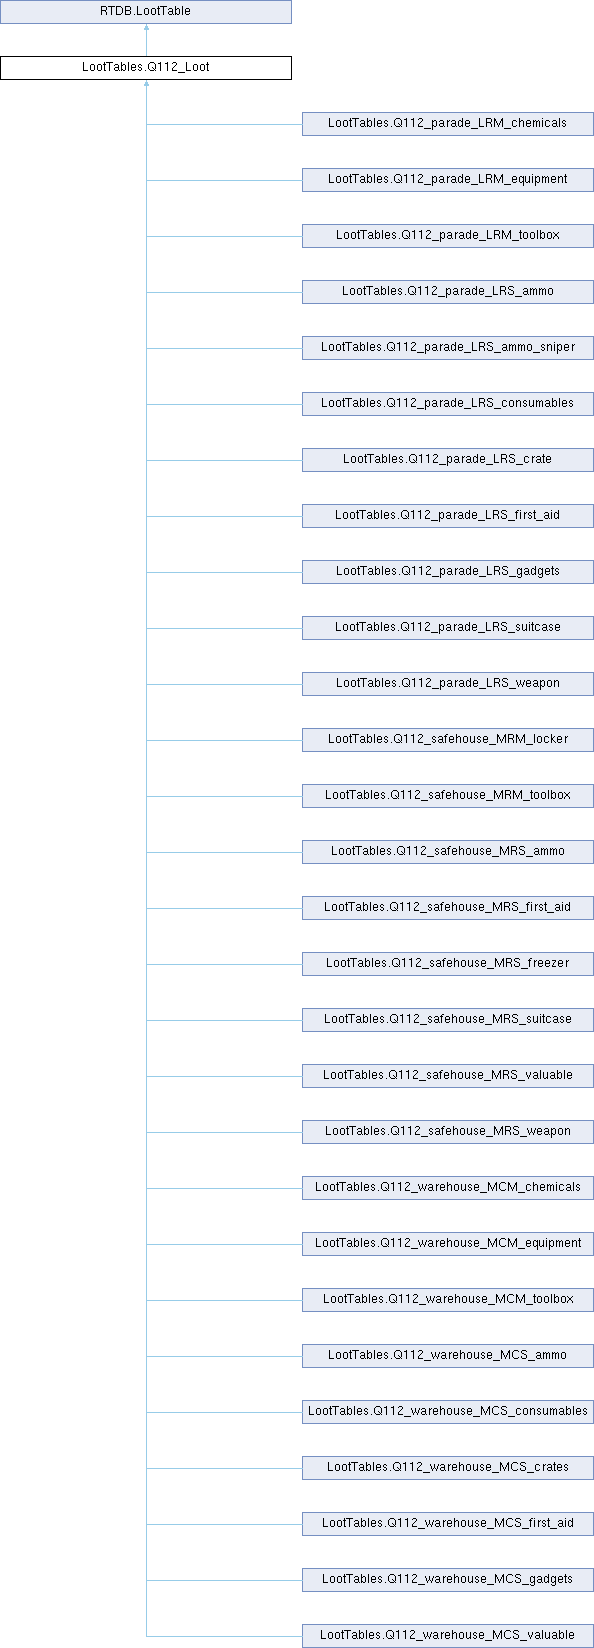 RTDB.LootTable
LootTables.Q112_Loot
LootTables.Q112_parade_LRM_chemicals
LootTables.Q112_parade_LRM_equipment
LootTables.Q112_parade_LRM_toolbox
LootTables.Q112_parade_LRS_ammo
LootTables.Q112_parade_LRS_ammo_sniper
LootTables.Q112_parade_LRS_consumables
LootTables.Q112_parade_LRS_crate
LootTables.Q112_parade_LRS_first_aid
LootTables.Q112_parade_LRS_gadgets
LootTables.Q112_parade_LRS_suitcase
LootTables.Q112_parade_LRS_weapon
LootTables.Q112_safehouse_MRM_locker
LootTables.Q112_safehouse_MRM_toolbox
LootTables.Q112_safehouse_MRS_ammo
LootTables.Q112_safehouse_MRS_first_aid
LootTables.Q112_safehouse_MRS_freezer
LootTables.Q112_safehouse_MRS_suitcase
LootTables.Q112_safehouse_MRS_valuable
LootTables.Q112_safehouse_MRS_weapon
LootTables.Q112_warehouse_MCM_chemicals
LootTables.Q112_warehouse_MCM_equipment
LootTables.Q112_warehouse_MCM_toolbox
LootTables.Q112_warehouse_MCS_ammo
LootTables.Q112_warehouse_MCS_consumables
LootTables.Q112_warehouse_MCS_crates
LootTables.Q112_warehouse_MCS_first_aid
LootTables.Q112_warehouse_MCS_gadgets
LootTables.Q112_warehouse_MCS_valuable